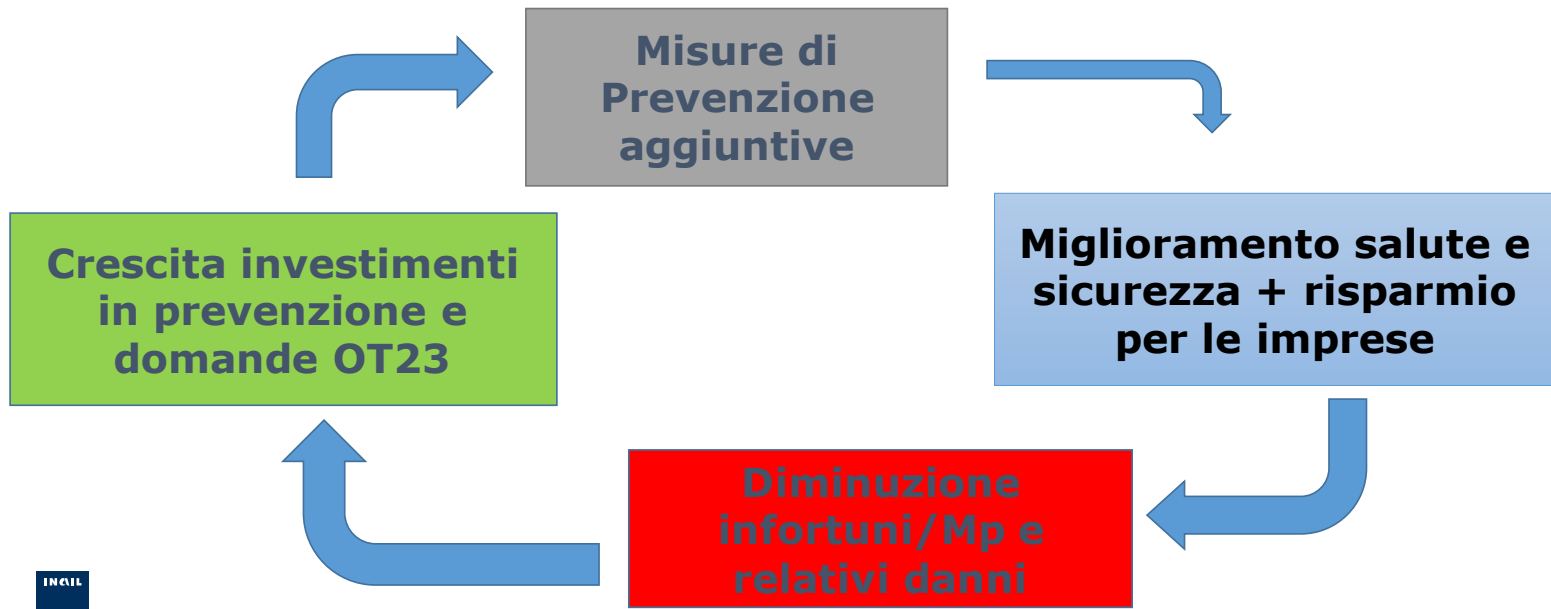 Misure di
Prevenzione
aggiuntive
Crescita investimenti
in prevenzione e
domande OT23
Miglioramento salute e
sicurezza + risparmio
per le imprese
Diminuzione
infortuni/Mp e
relativi danni
INAIL